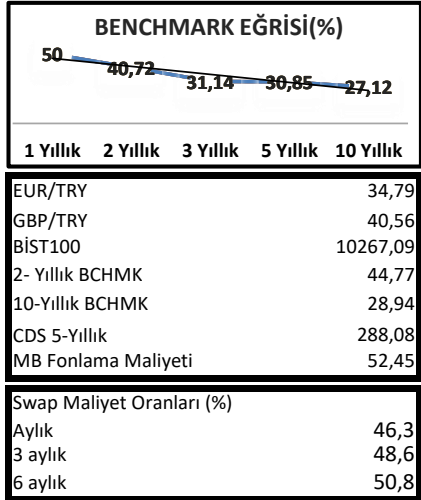 BENCHMARK EĞRİSİ(%)
50 40,72 31,14 30,85 27,12
1 Yıllık 2 Yıllık 3 Yıllık 5 Yıllık 10 Yıllık
EUR/TRY 34,79
GBP/TRY 40,56
BİST100 10267,09
2- Yıllık BCHMK 44,77
10-Yıllık BCHMK 28,94
CDS 5-Yıllık 288,08
MB Fonlama Maliyeti 52,45
Swap Maliyet Oranları (%)
Aylık 46,3
3 aylık 48,6
6 aylık 50,8